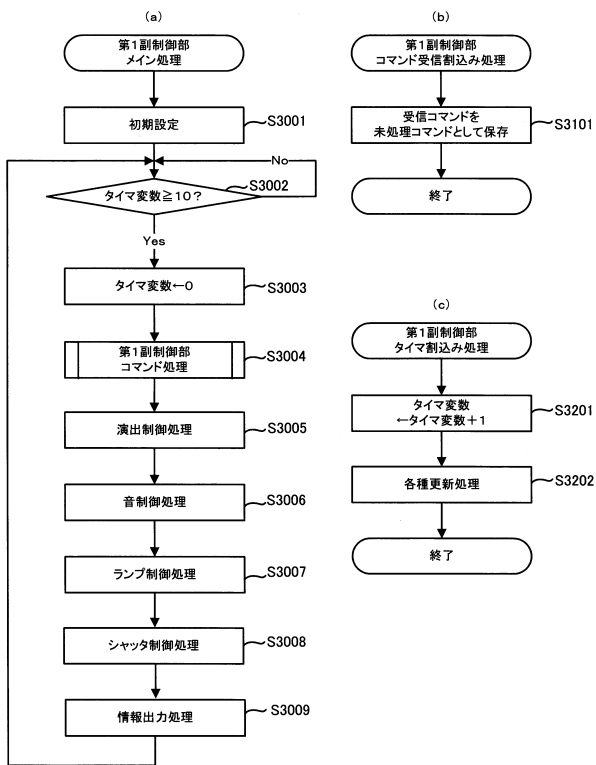 (a)
第1副制御部
メイン処理
初期設定
S3001
No
S3002
タイマ変数≧10?
Yes
タイマ変数←0
S3003
第1副制御部
コマンド処理
S3004
演出制御処理
S3005
音制御処理
S3006
ランプ制御処理
S3007
シャッタ制御処理
S3008
情報出力処理
S3009
(b)
第1副制御部
コマンド受信割込み処理
受信コマンドを
未処理コマンドとして保存
S3101
終了
(c)
第1副制御部
タイマ割込み処理
タイマ変数
←タイマ変数+1
S3201
各種更新処理
S3202
終了